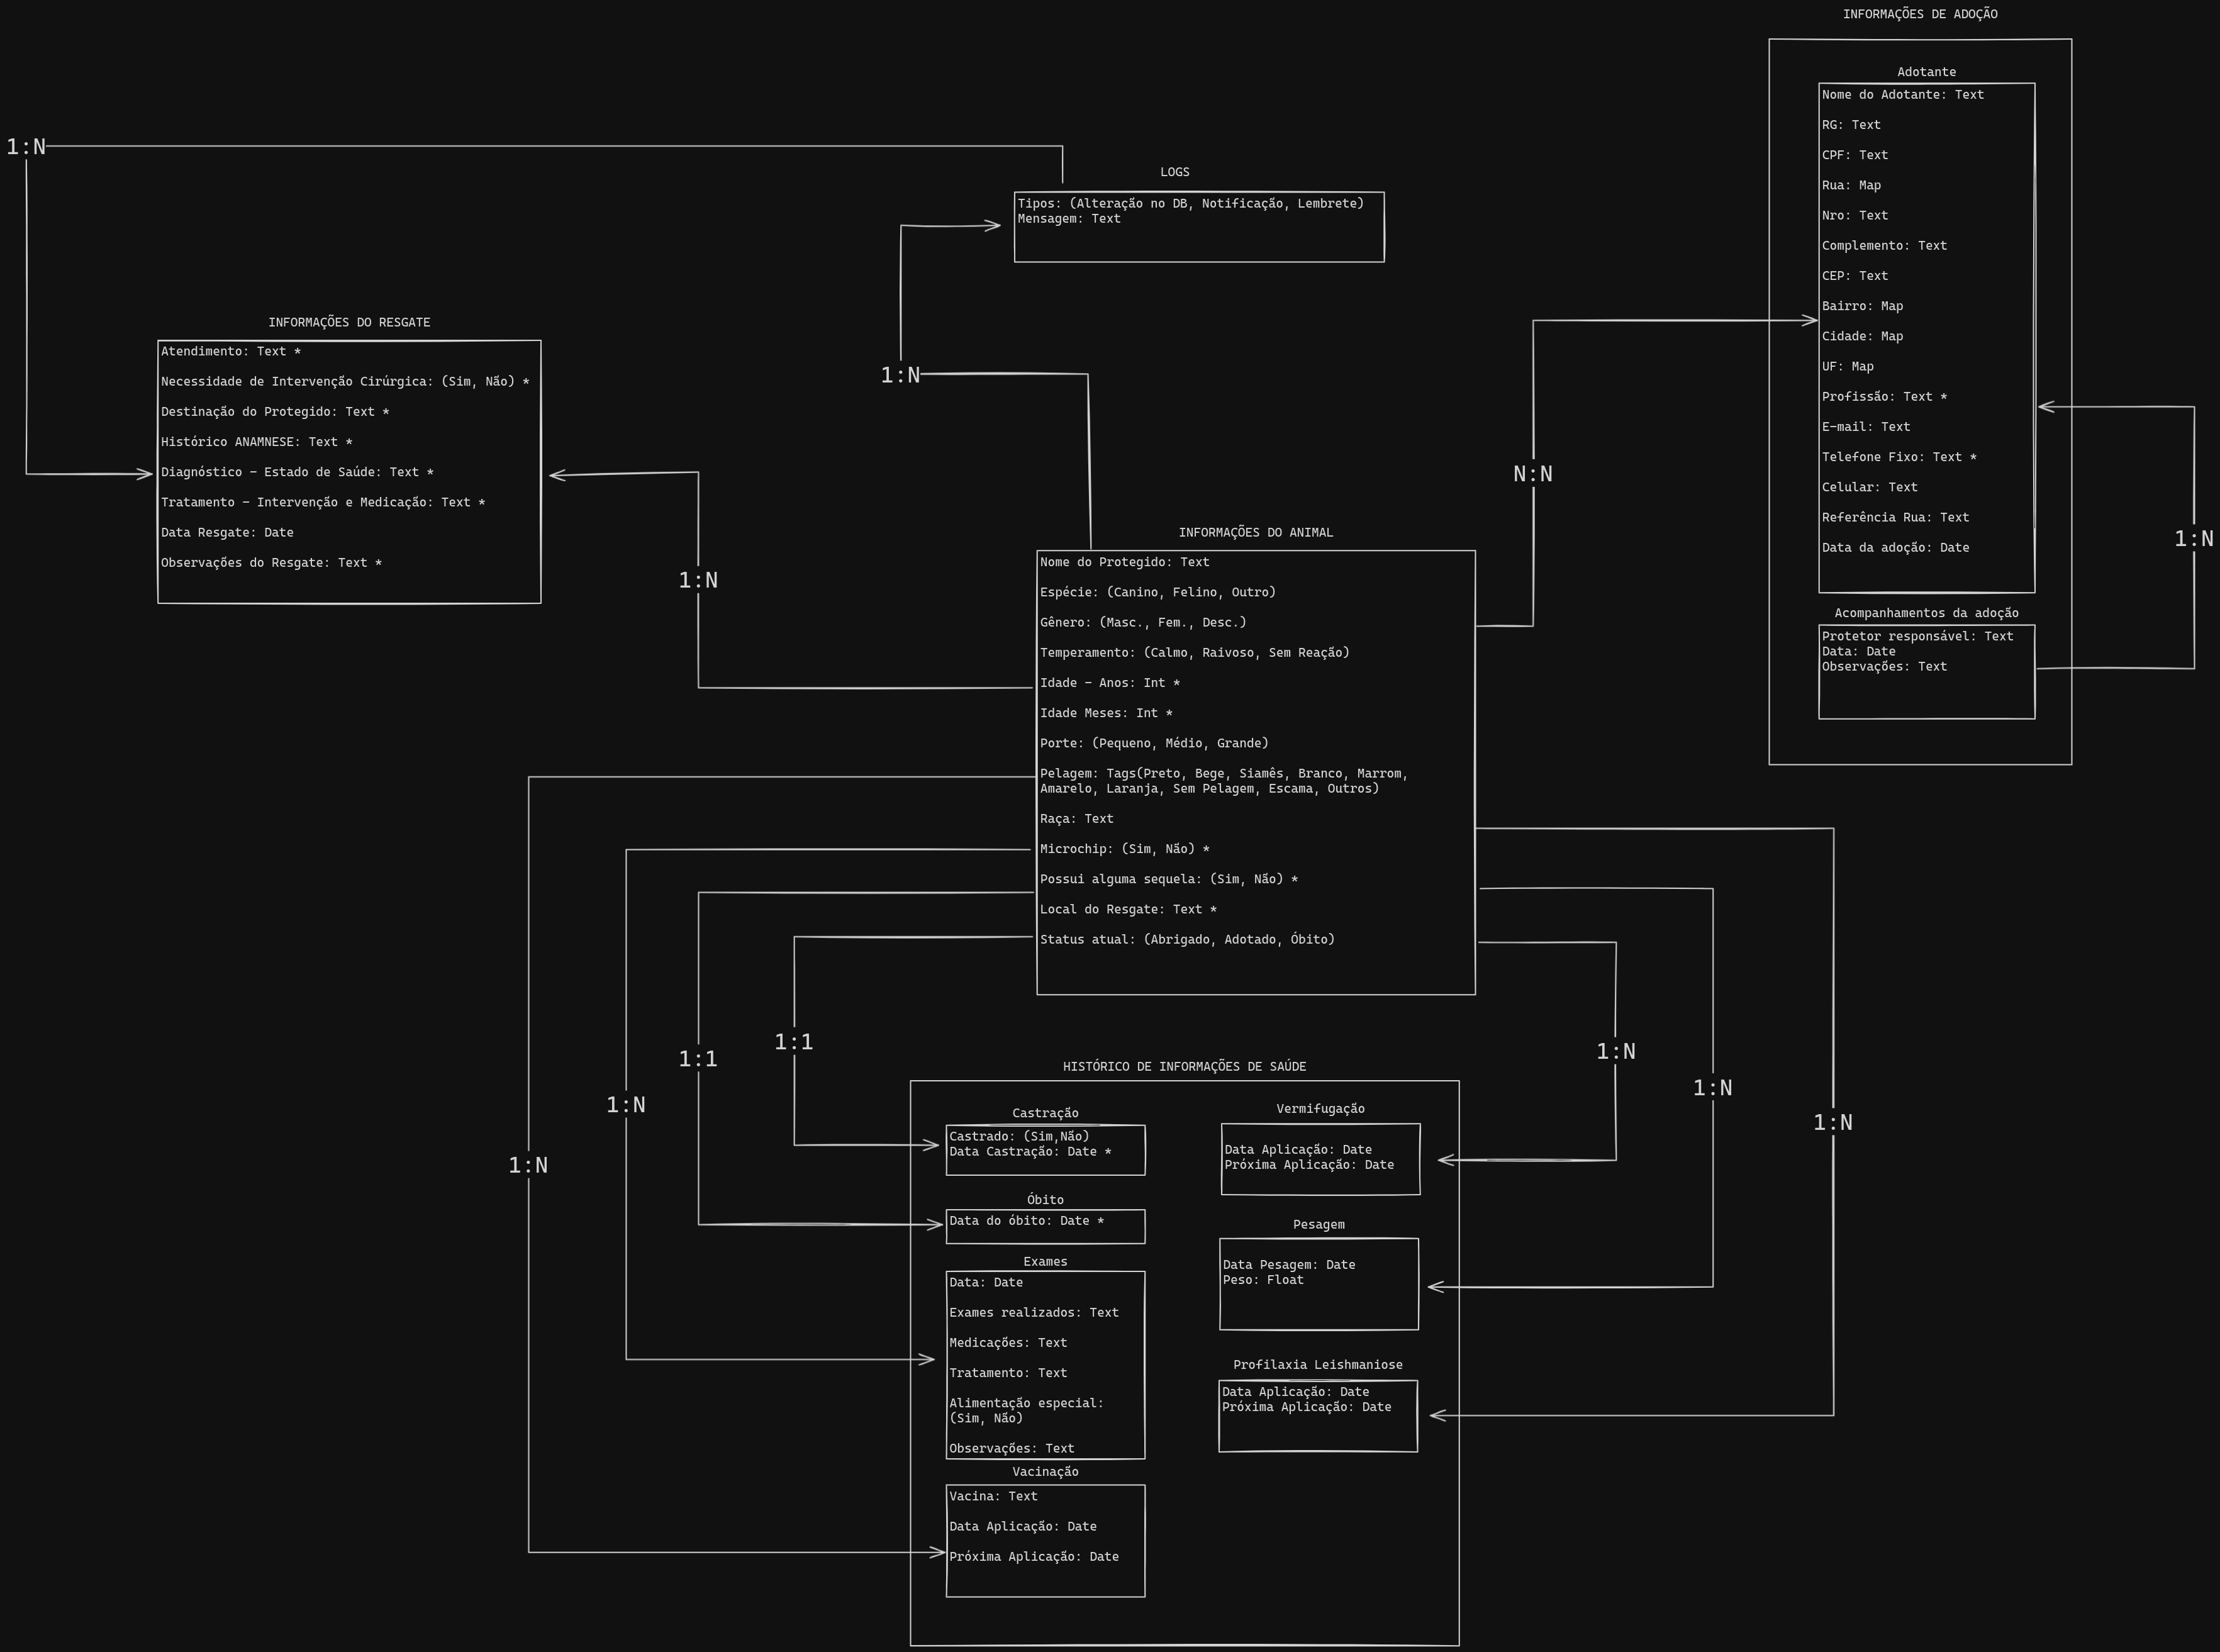 INFORMAÇÕES DE ADOÇÃO
Adotante
Nome do Adotante: Text
RG: Text
CPF: Text
Rua: Map
Nro: Text
Complemento: Text
CEP: Text
Bairro: Map
Cidade: Map
UF: Map
Profissão: Text *
E-mail: Text
Telefone Fixo: Text *
Celular: Text
Referência Rua: Text
Data da adoção: Date
Acompanhamentos da adoção
Protetor responsável: Text
Data: Date
Observações: Text
1:N
1:N
LOGS
Tipos: (Alteração no DB, Notificação, Lembrete)
Mensagem: Text
1:N
N:N
INFORMAÇÕES DO RESGATE
Atendimento: Text *
Necessidade de Intervenção Cirúrgica: (Sim, Não) *
Destinação do Protegido: Text *
Histórico ANAMNESE: Text *
Diagnóstico - Estado de Saúde: Text *
Tratamento - Intervenção e Medicação: Text *
Data Resgate: Date
Observações do Resgate: Text *
1:N
INFORMAÇÕES DO ANIMAL
Nome do Protegido: Text
Espécie: (Canino, Felino, Outro)
Gênero: (Masc., Fem., Desc.)
Temperamento: (Calmo, Raivoso, Sem Reação)
Idade - Anos: Int *
Idade Meses: Int *
Porte: (Pequeno, Médio, Grande)
Pelagem: Tags(Preto, Bege, Siamês, Branco, Marrom,
Amarelo, Laranja, Sem Pelagem, Escama, Outros)
Raça: Text
Microchip: (Sim, Não) *
Possui alguma sequela: (Sim, Não) *
Local do Resgate: Text *
Status atual: (Abrigado, Adotado, Óbito)
1:1
1:1
1:N
1:N
1:N
1:N
1:N
HISTÓRICO DE INFORMAÇÕES DE SAÚDE
Castração
Castrado: (Sim,Não)
Data Castração: Date *
Óbito
Data do óbito: Date *
Exames
Data: Date
Exames realizados: Text
Medicações: Text
Tratamento: Text
Alimentação especial:
(Sim, Não)
Observações: Text
Vacinação
Vacina: Text
Data Aplicação: Date
Próxima Aplicação: Date
Vermifugação
Data Aplicação: Date
Próxima Aplicação: Date
Pesagem
Data Pesagem: Date
Peso: Float
Profilaxia Leishmaniose
Data Aplicação: Date
Próxima Aplicação: Date